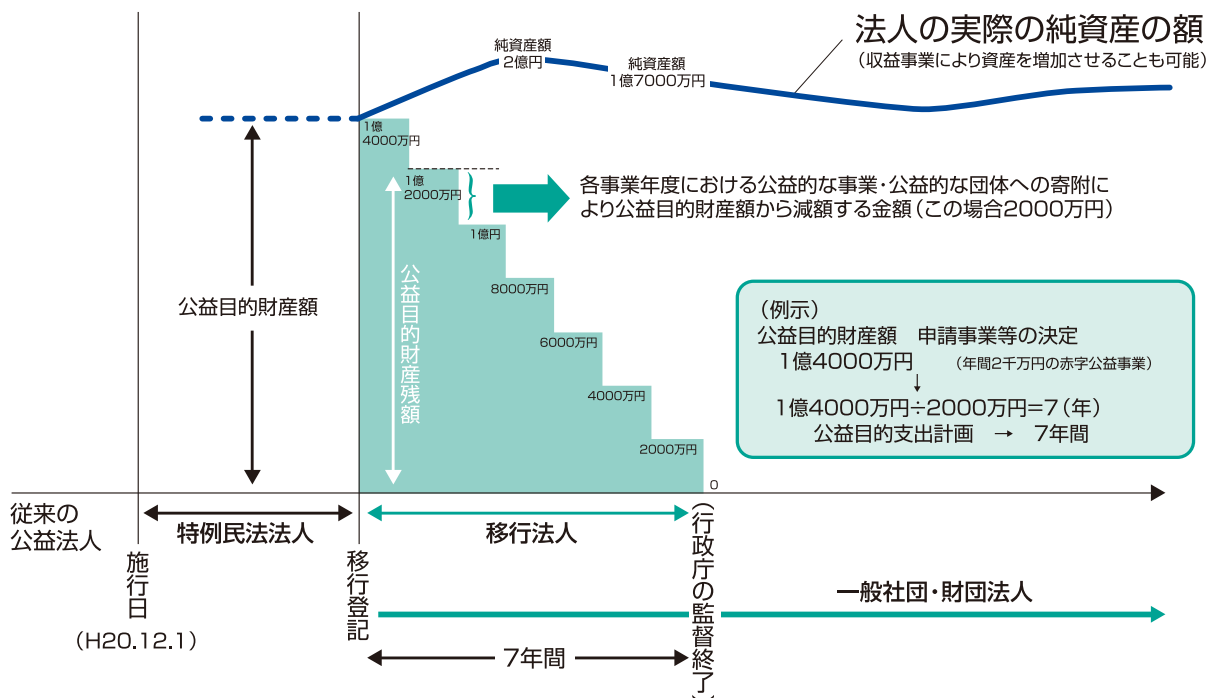 法人の実際の純資産の額
（収益事業により資産を増加させることも可能）
純資産額
2億円
純資産額
1億7000万円
1億
4000万円
1億
2000万円
各事業年度における公益的な事業・公益的な団体への寄附に
より公益目的財産額から減額する金額（この場合2000万円）
1億円
8000万円
6000万円
4000万円
2000万円
0
公益目的財産額
公益目的財産残額
（例示）
公益目的財産額　申請事業等の決定
1億4000万円　（年間2千万円の赤字公益事業）
↓
1億4000万円÷2000万円=7（年）
公益目的支出計画　→　7年間
従来の
公益法人
特例民法法人
移行法人
施行日
（H20.12.1）
移行登記
（行政庁の監督終了）
一般社団・財団法人
7年間